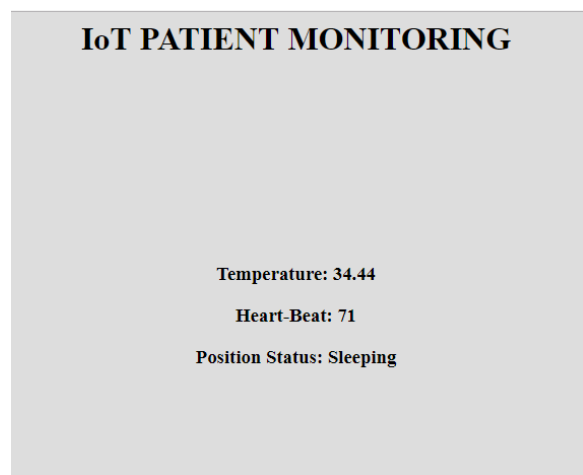 IoT PATIENT MONITORING
Temperature: 34.44
Heart-Beat: 71
Position Status: Sleeping